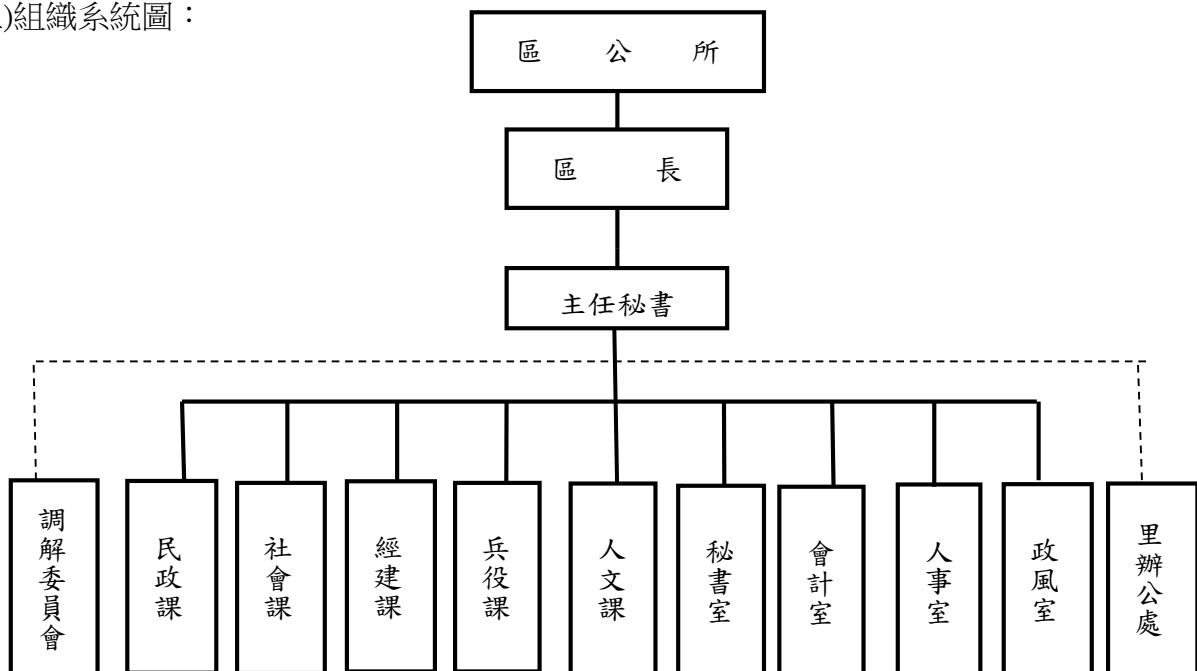 )組織系統圖：
區公所
區長
主任秘書
調解委員會
民政課
社會課
經建課
兵役課
人文課
秘書室
會計室
人事室
政風室
里辦公處